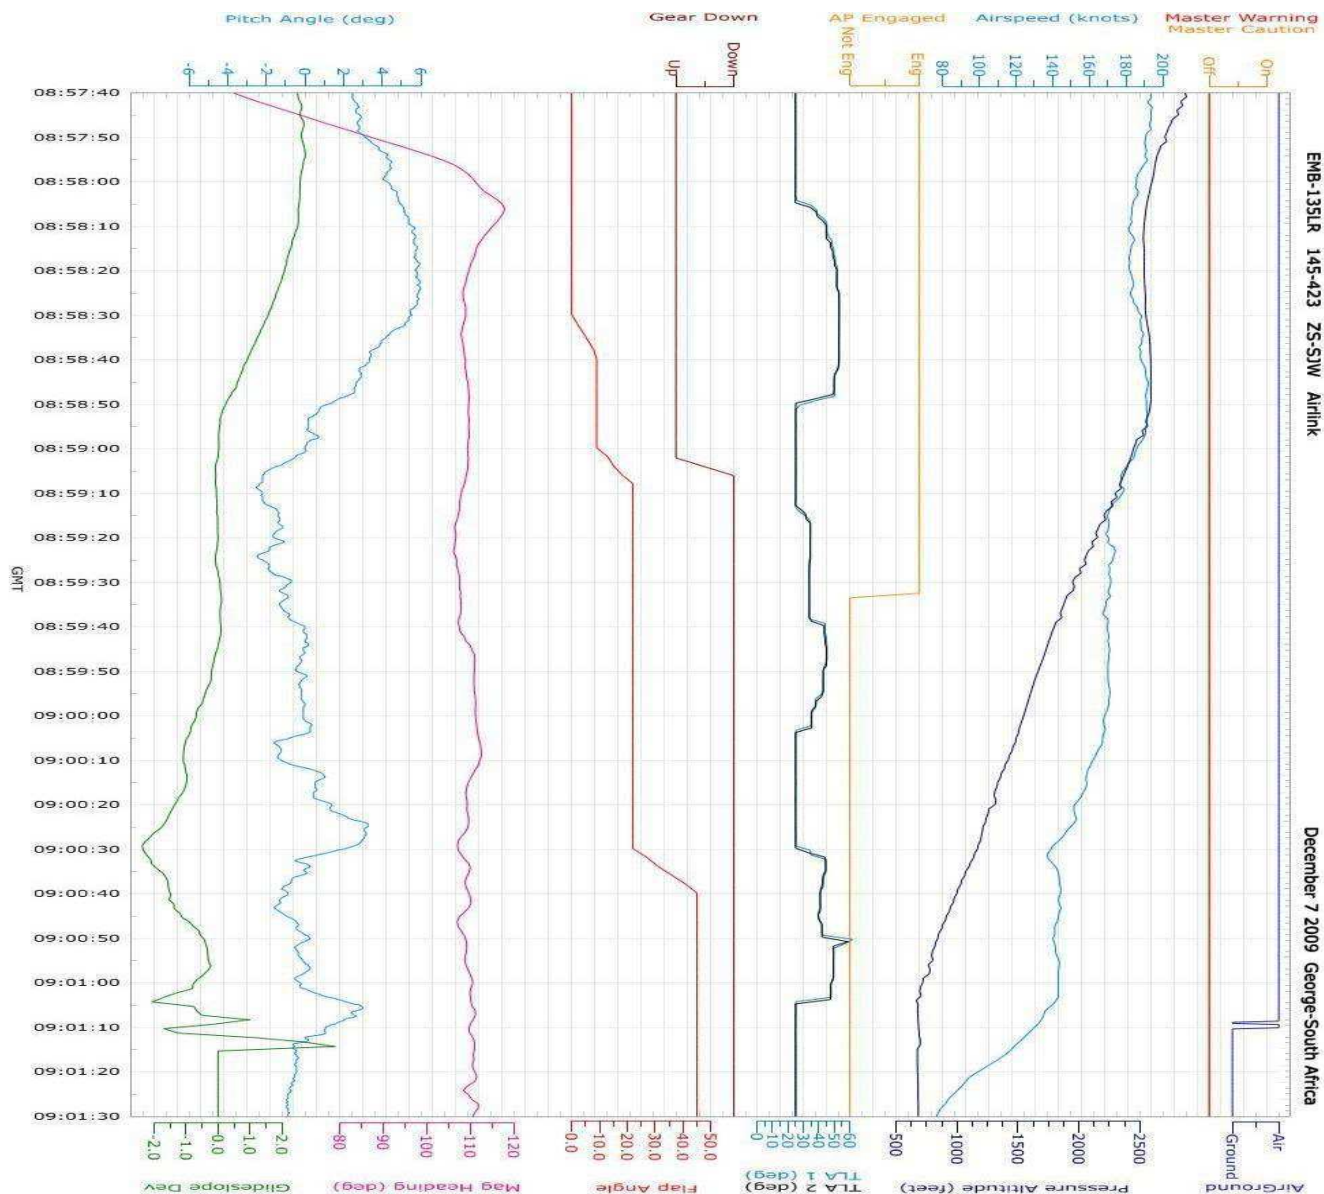 Pitch Angle (deg)
Gear Down
AP Engaged
Airspeed (knots)
Master Warning
Master Caution
-6 -4 -2 0 2 4 6
Up Down
Not Eng Eng
80 100 120 140 160 180 200
Off On
08:57:40
08:57:50
08:58:00
08:58:10
08:58:20
08:58:30
08:58:40
08:58:50
08:59:00
08:59:10
08:59:20
08:59:30
08:59:40
08:59:50
09:00:00
09:00:10
09:00:20
09:00:30
09:00:40
09:00:50
09:01:00
09:01:10
09:01:20
09:01:30
GMT
EMB-135LR 145-423 ZS-SJW Airlink
December 7 2009 George-South Africa
-2.0 -1.0 0.0 1.0 2.0
80 90 100 110 120
0.0 10.0 20.0 30.0 40.0 50.0
0 10 20 30 40 50 60
500 1000 1500 2000 2500
Ground Air
Glideslope Dev
Mag Heading (deg)
Flap Angle
TLA 1 (deg)
TLA 2 (deg)
Pressure Altitude (feet)
AirGround